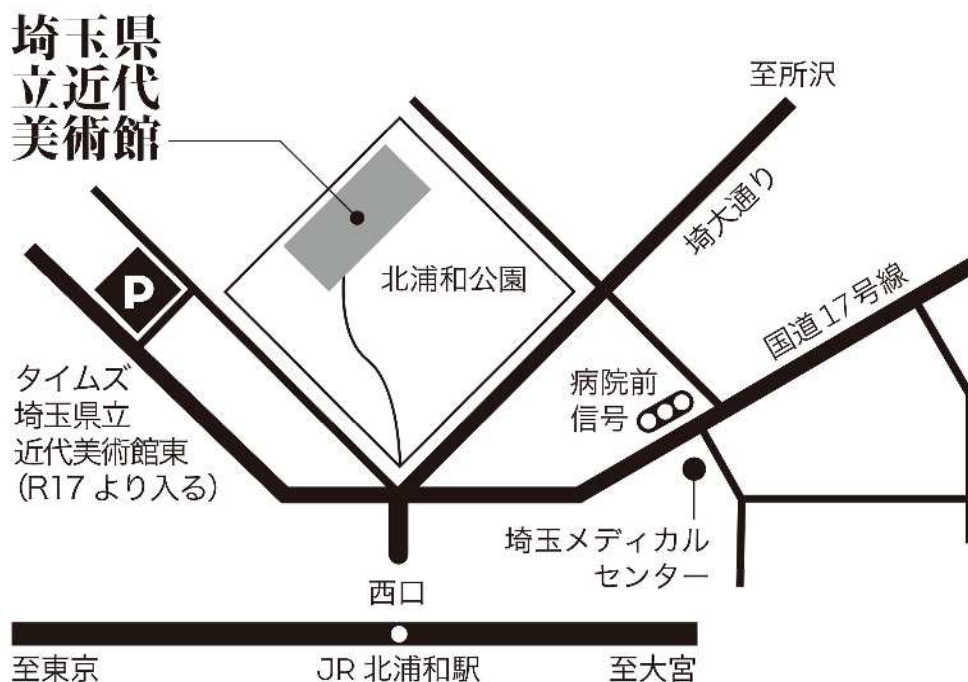 埼玉県
立近代
美術館
至所沢
埼大通り
北浦和公園
国道17号線
P
タイムズ
埼玉県立
近代美術館東
(R17より入る)
病院前
信号
埼玉メディカル
センター
西口
至東京
JR 北浦和駅
至大宮